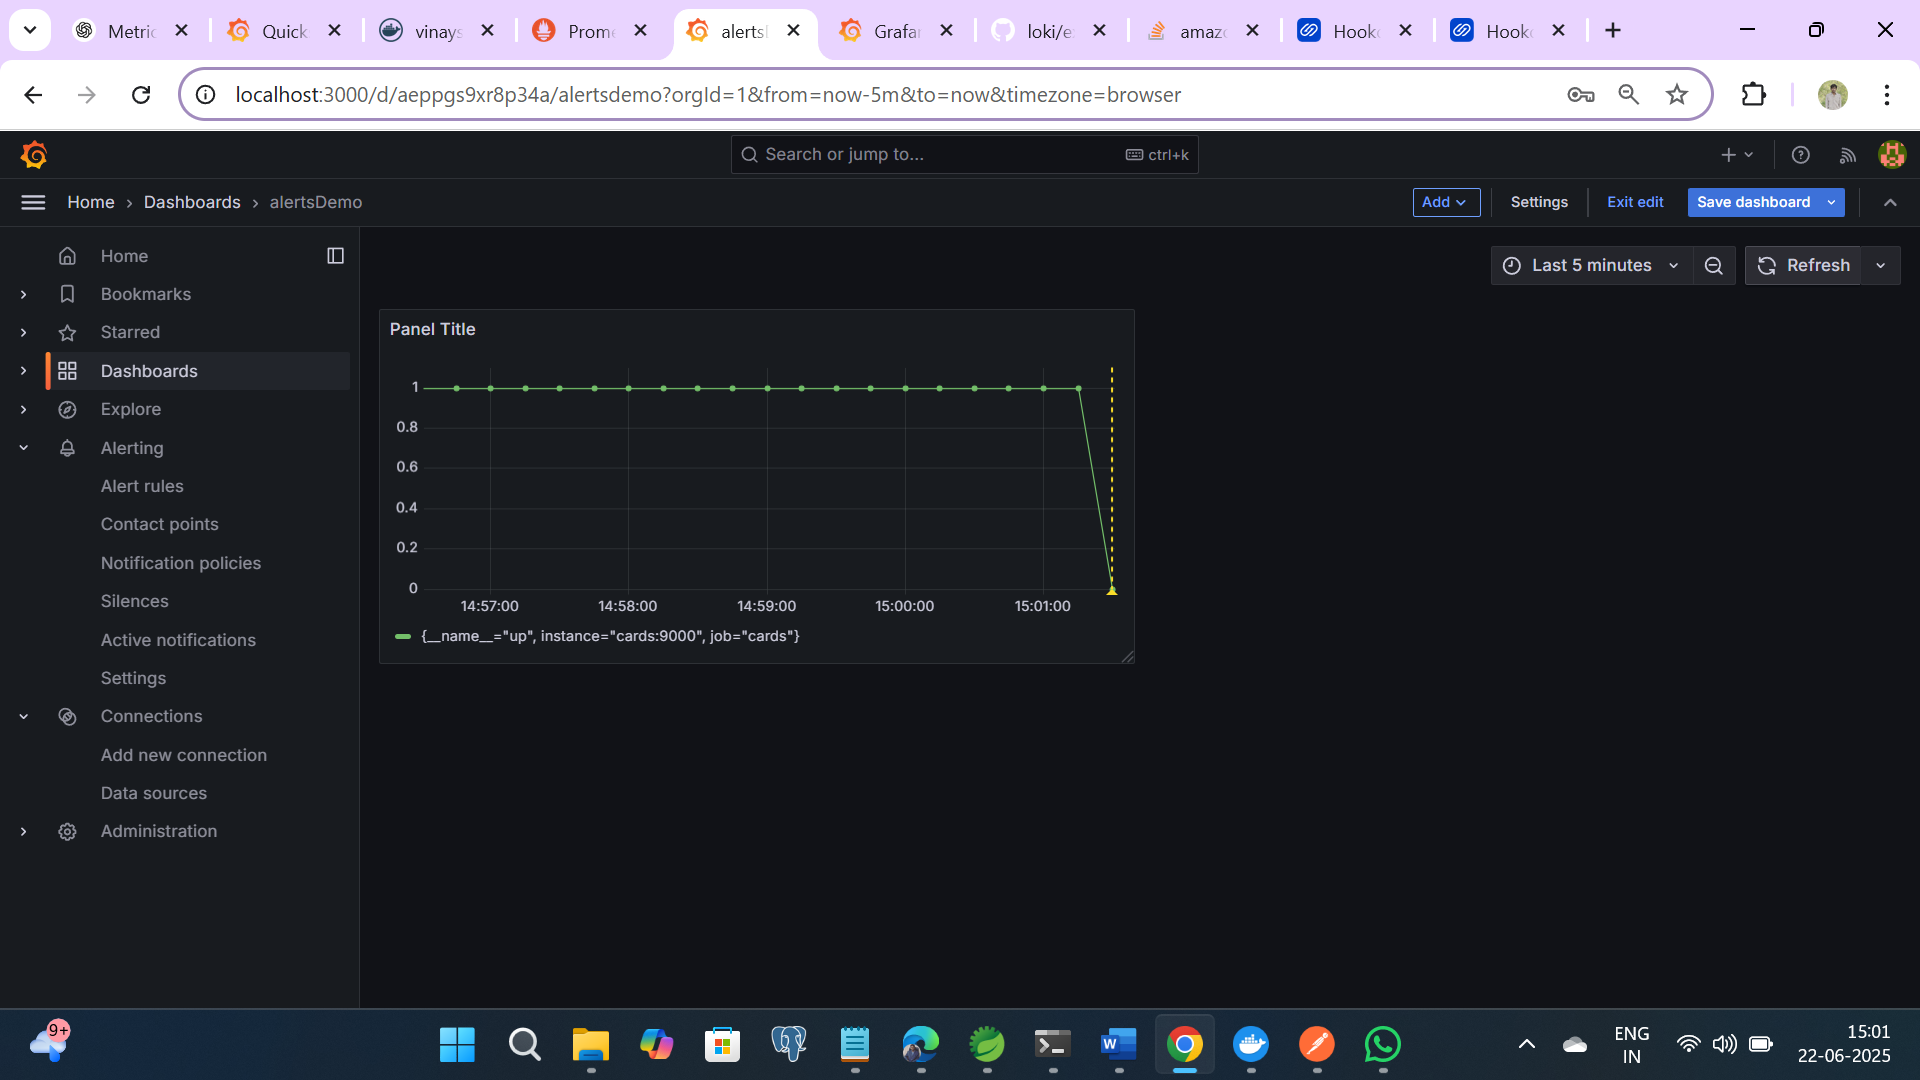 Metric
Quick
vinays
Prome
alertsl
Grafar
loki/e
amazo
Hook
Hook
localhost:3000/d/aeppgs9xr8p34a/alertsdemo?orgId=1&from=now-5m&to=now&timezone=browser
Search or jump to...
ctrl+k
Home › Dashboards › alertsDemo
Add
Settings
Exit edit
Save dashboard
Home
Bookmarks
Starred
Dashboards
Explore
Alerting
Alert rules
Contact points
Notification policies
Silences
Active notifications
Settings
Connections
Add new connection
Data sources
Administration
Last 5 minutes
Refresh
Panel Title
1
0.8
0.6
0.4
0.2
0
14:57:00
14:58:00
14:59:00
15:00:00
15:01:00
{__name__="up", instance="cards:9000", job="cards"}
9+
W
ENG
IN
15:01
22-06-2025